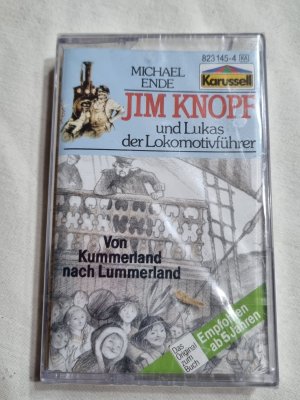 823 145-4 MC
Karussell
MICHAEL
ENDE
JIM KNOPF
und Lukas
der Lokomotivführer
Von
Kummerland
nach Lummerland
Das
Original
zum
Buch
Empfohlen
ab 5 Jahren